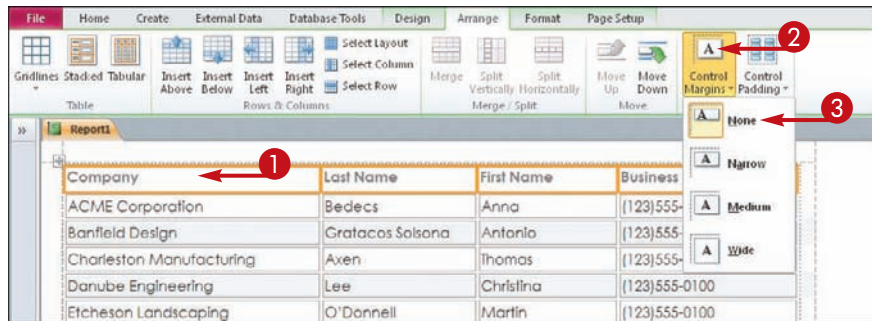 File Home Create External Data Database Tools Design Arrange Format Page Setup
Gridlines Stacked Tabular
Table
Insert Above Insert Below Insert Left Insert Right Select Layout Select Column Select Row
Rows & Columns
Merge Split Vertically Split Horizontally
Merge / Split
Move Up Move Down
Move
Control Margins Control Padding
2
A
None
3
Narrow
Medium
Wide
» Report1
1
Company Last Name First Name Business
ACME Corporation Bedecs Anna (123)555-
Banfield Design Gratacos Solsona Antonio (123)555-
Charleston Manufacturing Axen Thomas (123)555-
Danube Engineering Lee Christina (123)555-0100
Etcheson Landscaping O'Donnell Martin (123)555-0100